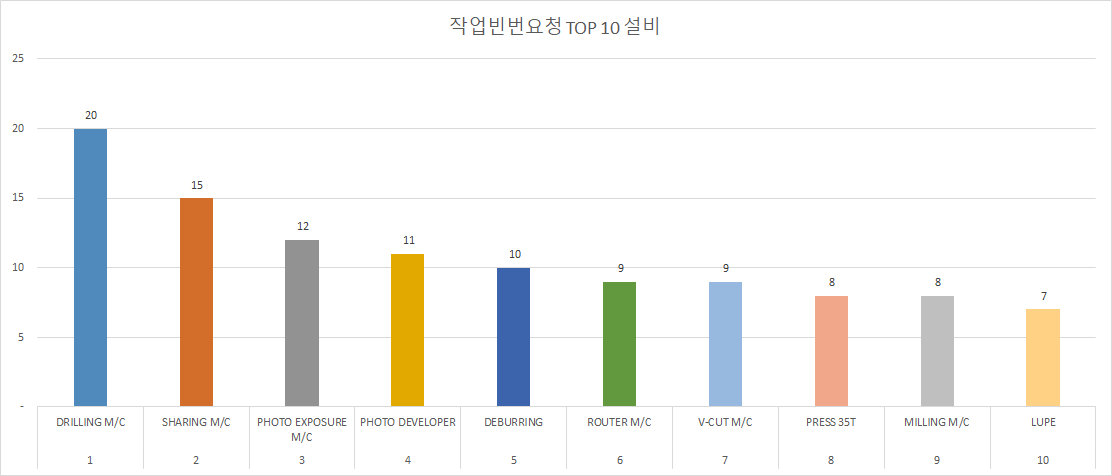 작업빈번요청 TOP 10 설비
25
20
15
10
5
-
20
15
12
11
10
9
9
8
8
7
DRILLING M/C
SHARING M/C
PHOTO EXPOSURE
M/C
PHOTO DEVELOPER
DEBURRING
ROUTER M/C
V-CUT M/C
PRESS 35T
MILLING M/C
LUPE
1
2
3
4
5
6
7
8
9
10